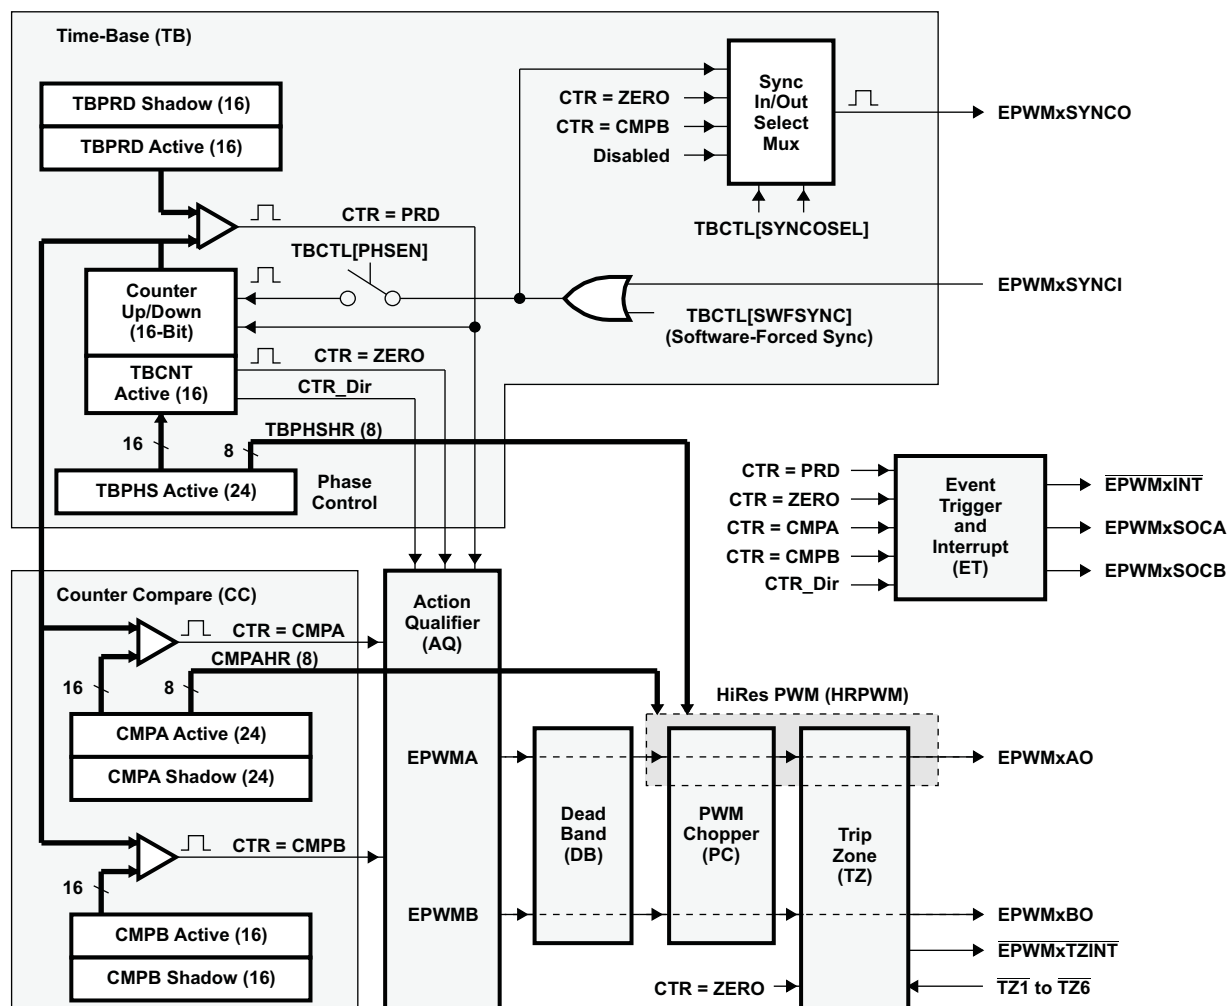 Time-Base (TB)
TBPRD Shadow (16)
TBPRD Active (16)
CTR = ZERO
CTR = CMPB
Disabled
Sync
In/Out
Select
Mux
EPWMxSYNCO
TBCTL[SYNCOSEL]
CTR = PRD
TBCTL[PHSEN]
Counter
Up/Down
(16-Bit)
TBCNT
Active (16)
CTR = ZERO
CTR_Dir
EPWMxSYNCI
TBCTL[SWFSYNC]
(Software-Forced Sync)
16
8
TBPHSHR (8)
TBPHS Active (24)
Phase
Control
CTR = PRD
CTR = ZERO
CTR = CMPA
CTR = CMPB
CTR_Dir
Event
Trigger
and
Interrupt
(ET)
EPWMxINT
EPWMxSOCA
EPWMxSOCB
Counter Compare (CC)
CTR = CMPA
16
8
CMPAHR (8)
CMPA Active (24)
CMPA Shadow (24)
CTR = CMPB
16
CMPB Active (16)
CMPB Shadow (16)
Action
Qualifier
(AQ)
EPWMA
EPWMB
HiRes PWM (HRPWM)
Dead
Band
(DB)
PWM
Chopper
(PC)
Trip
Zone
(TZ)
EPWMxAO
EPWMxBO
EPWMxTZINT
CTR = ZERO
TZ1 to TZ6